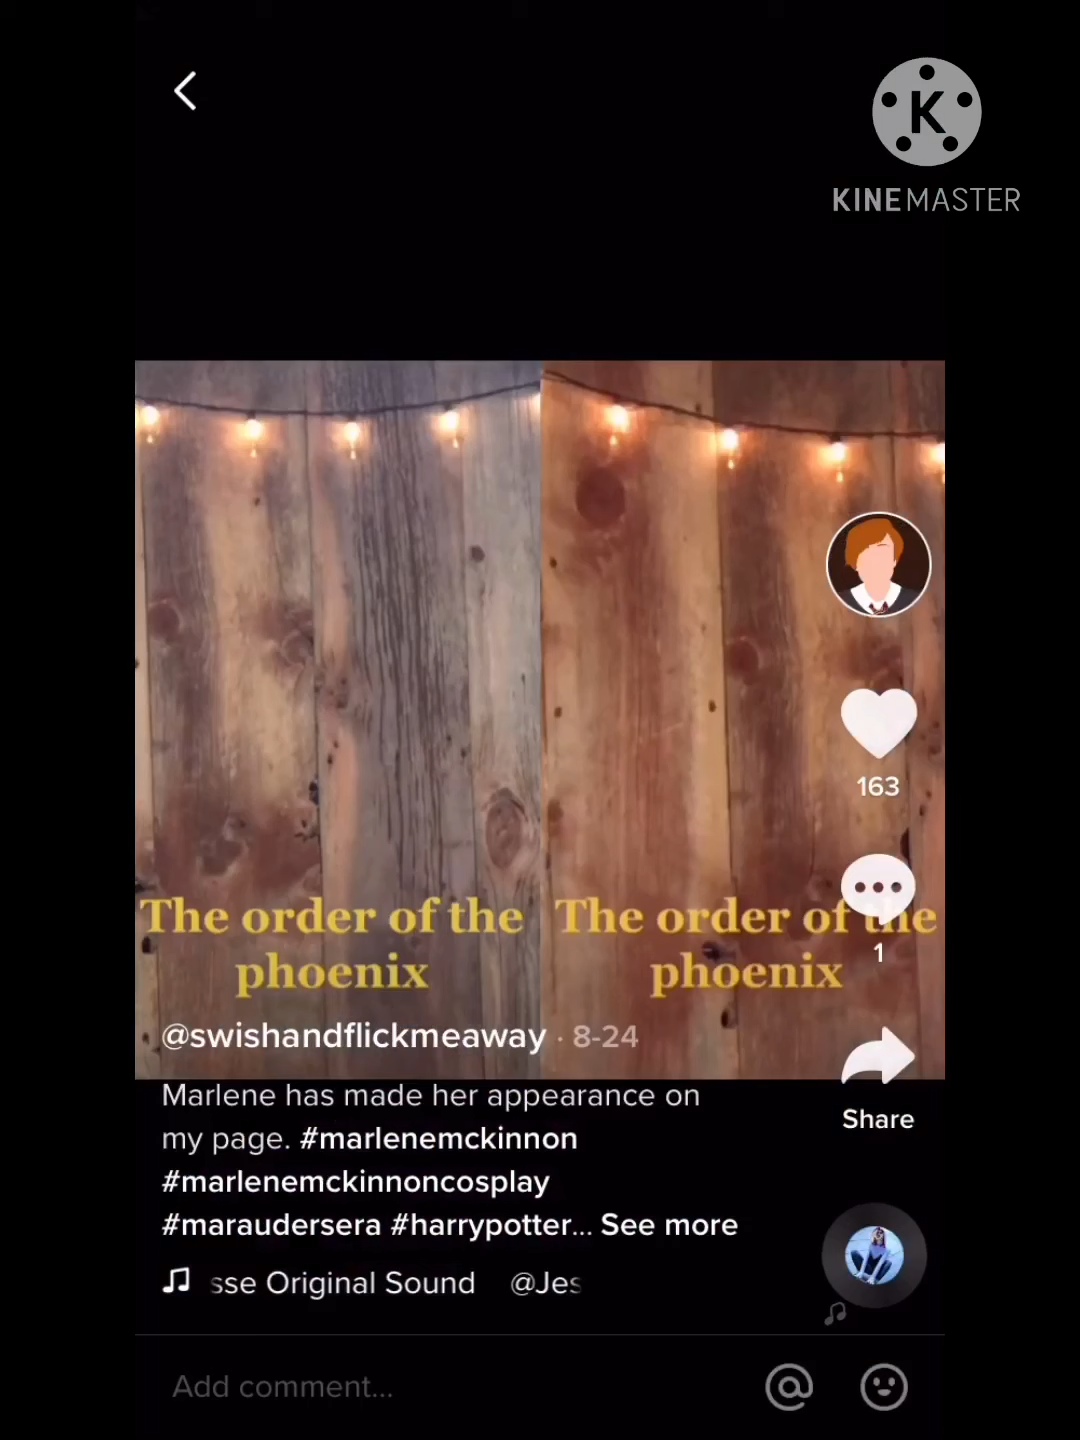 K
KINEMASTER
163
The order of the
phoenix
The order of the
phoenix
1
@swishandflickmeaway · 8-24
Marlene has made her appearance on
my page. #marlenemckinnon
#marlenemckinnoncosplay
#maraudersera #harrypotter... See more
Share
sse Original Sound @Jes
Add comment...